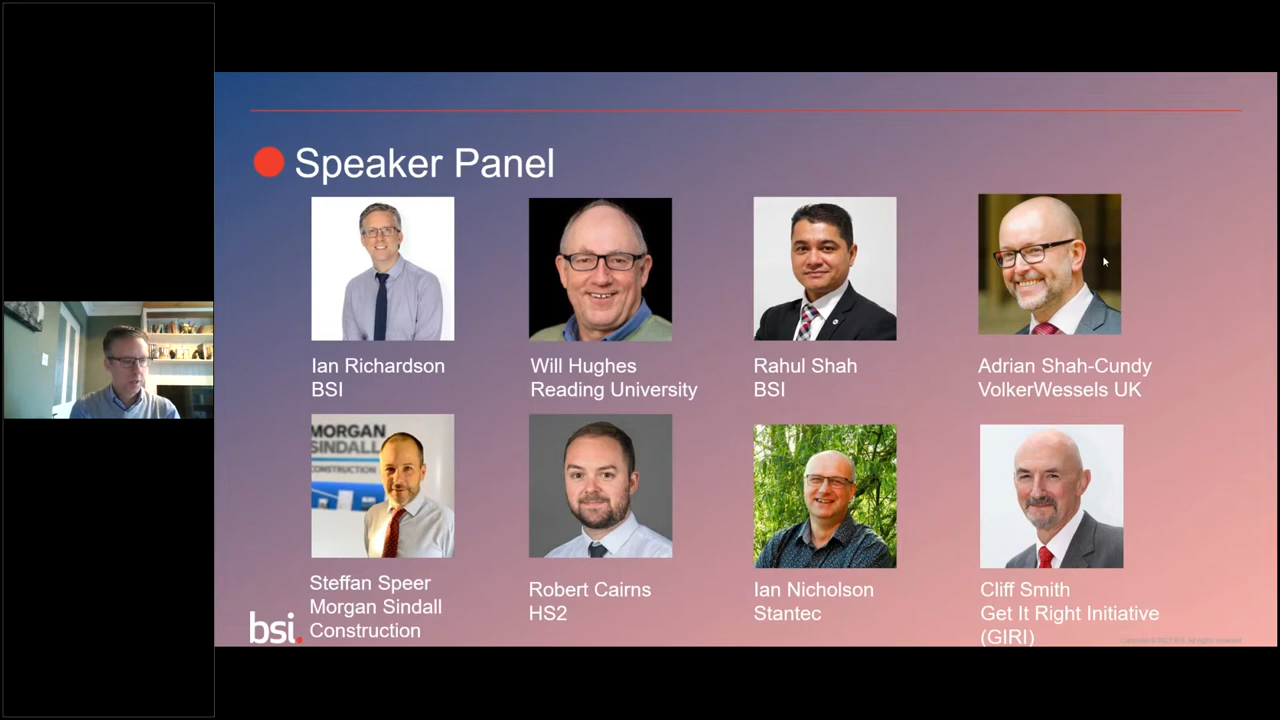 Speaker Panel
Ian Richardson
BSI
Will Hughes
Reading University
Rahul Shah
BSI
Adrian Shah-Cundy
VolkerWessels UK
MORGAN
SINDALL
CONSTRUCTION
Steffan Speer
Morgan Sindall
Construction
Robert Cairns
HS2
Ian Nicholson
Stantec
Cliff Smith
Get It Right Initiative
(GIRI)
bsi.